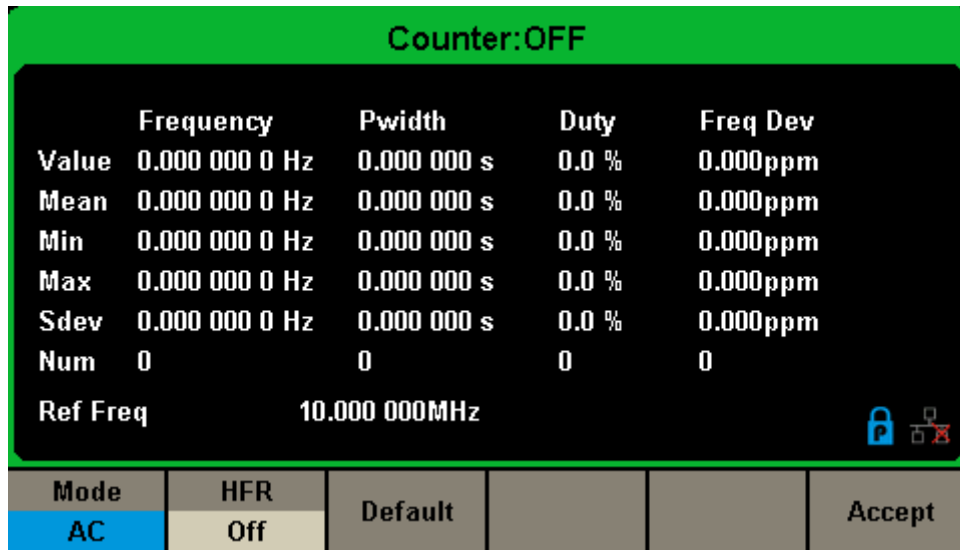 Counter:OFF
Frequency Pwidth Duty Freq Dev
Value 0.000 000 0 Hz 0.000 000 s 0.0 % 0.000ppm
Mean 0.000 000 0 Hz 0.000 000 s 0.0 % 0.000ppm
Min 0.000 000 0 Hz 0.000 000 s 0.0 % 0.000ppm
Max 0.000 000 0 Hz 0.000 000 s 0.0 % 0.000ppm
Sdev 0.000 000 0 Hz 0.000 000 s 0.0 % 0.000ppm
Num 0 0 0 0
Ref Freq 10.000 000MHz
P
Mode HFR Default Accept
AC Off